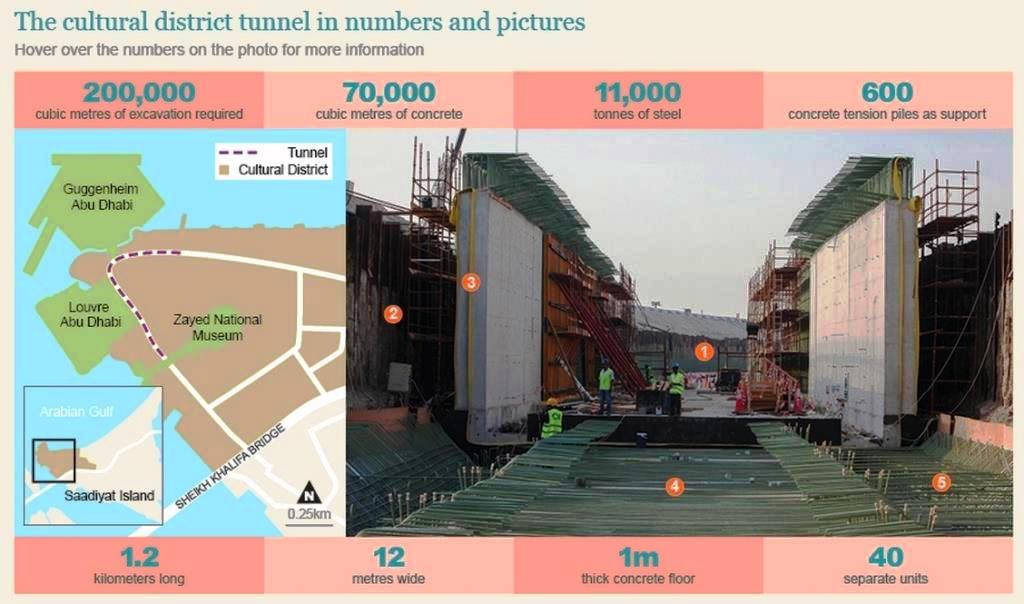 The cultural district tunnel in numbers and pictures
Hover over the numbers on the photo for more information
200,000
cubic metres of excavation required
70,000
cubic metres of concrete
11,000
tonnes of steel
600
concrete tension piles as support
Tunnel
Cultural District
Guggenheim
Abu Dhabi
Louvre
Abu Dhabi
Zayed National
Museum
Arabian Gulf
Saadiyat Island
SHEIKH KHALIFA BRIDGE
N
0.25km
1
2
3
4
5
1.2
kilometers long
12
metres wide
1m
thick concrete floor
40
separate units